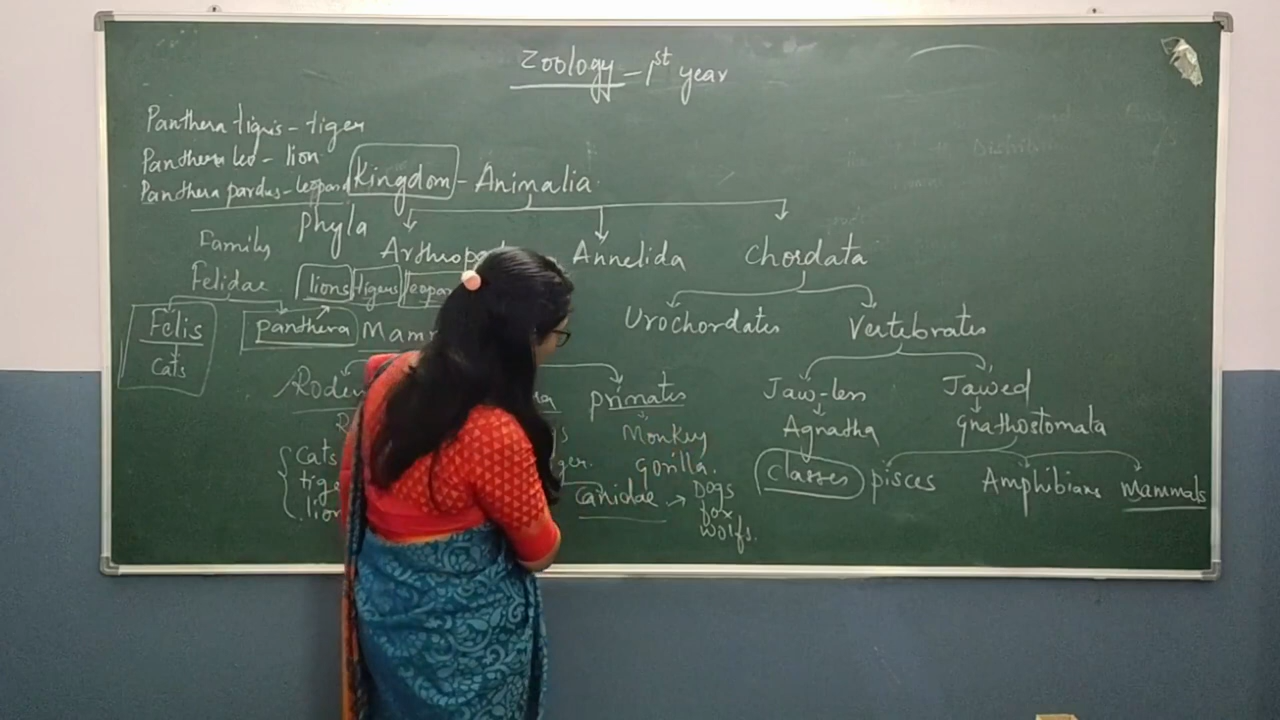 Zoology - 1st year
Panthera tigris - tiger
Panthera leo - lion
Panthera pardus - leopard
Kingdom - Animalia
Phyla
Annelida
Chordata
Family
Felidae
lions tigers
Urochordates
Vertebrates
Felis
Panthera
cats
primates
Jaw-less
Jawed
Monkey
gorilla.
Agnatha
gnathostomata
Cats
classes
pisces
Amphibians
Mammals
Canidae → Dogs
fox
wolfs.